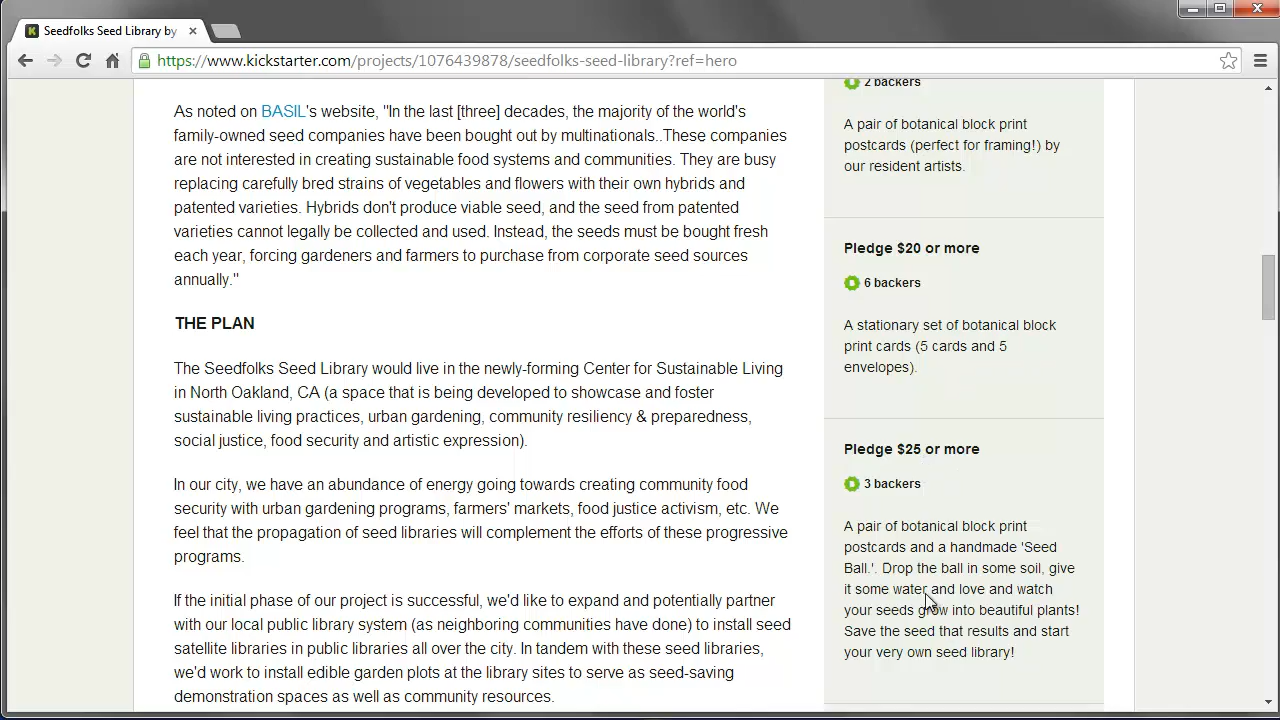 Seedfolks Seed Library by
https://www.kickstarter.com/projects/1076439878/seedfolks-seed-library?ref=hero
As noted on BASIL's website, "In the last [three] decades, the majority of the world's
family-owned seed companies have been bought out by multinationals..These companies
are not interested in creating sustainable food systems and communities. They are busy
replacing carefully bred strains of vegetables and flowers with their own hybrids and
patented varieties. Hybrids don't produce viable seed, and the seed from patented
varieties cannot legally be collected and used. Instead, the seeds must be bought fresh
each year, forcing gardeners and farmers to purchase from corporate seed sources
annually."
THE PLAN
The Seedfolks Seed Library would live in the newly-forming Center for Sustainable Living
in North Oakland, CA (a space that is being developed to showcase and foster
sustainable living practices, urban gardening, community resiliency & preparedness,
social justice, food security and artistic expression).
In our city, we have an abundance of energy going towards creating community food
security with urban gardening programs, farmers' markets, food justice activism, etc. We
feel that the propagation of seed libraries will complement the efforts of these progressive
programs.
If the initial phase of our project is successful, we'd like to expand and potentially partner
with our local public library system (as neighboring communities have done) to install seed
satellite libraries in public libraries all over the city. In tandem with these seed libraries,
we'd work to install edible garden plots at the library sites to serve as seed-saving
demonstration spaces as well as community resources.
2 backers
A pair of botanical block print
postcards (perfect for framing!) by
our resident artists.
Pledge $20 or more
6 backers
A stationary set of botanical block
print cards (5 cards and 5
envelopes).
Pledge $25 or more
3 backers
A pair of botanical block print
postcards and a handmade 'Seed
Ball.'. Drop the ball in some soil, give
it some water and love and watch
your seeds grow into beautiful plants!
Save the seed that results and start
your very own seed library!